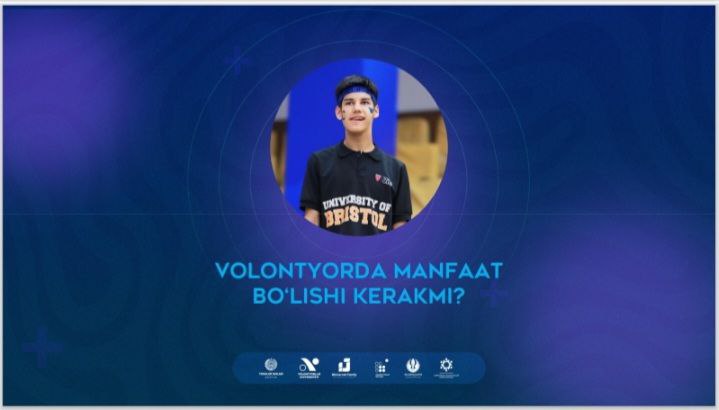 UNIVERSITY OF
BRISTOL
VOLONTYORDA MANFAAT
BO‘LISHI KERAKMI?